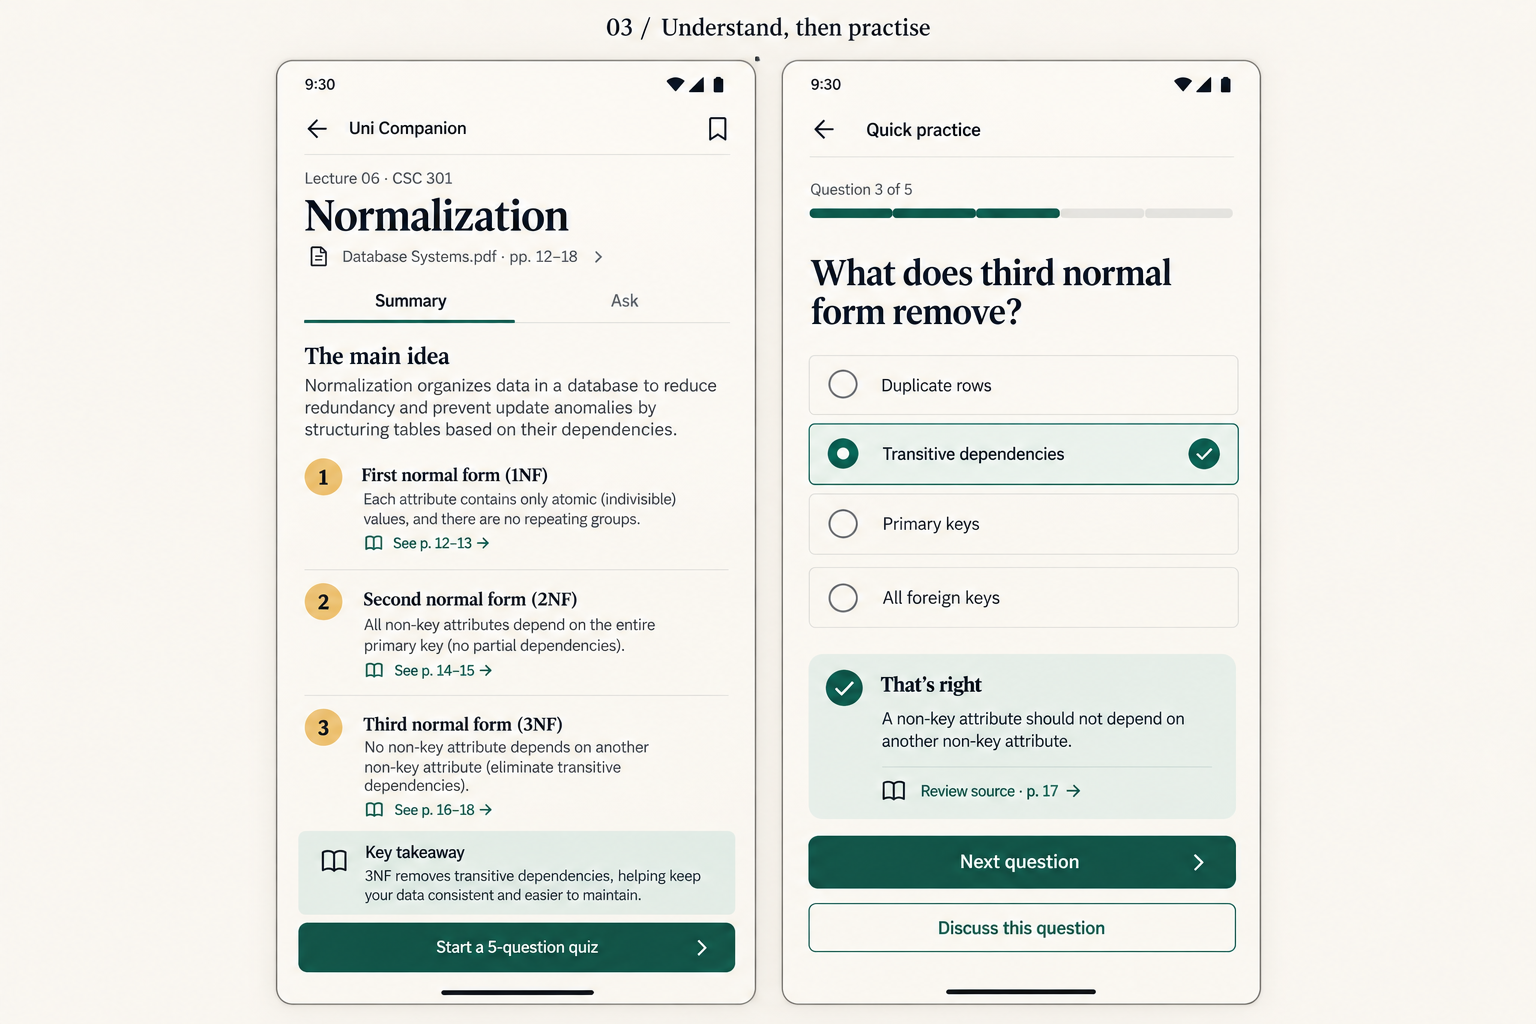 03 / Understand, then practise
9:30
Uni Companion
Lecture 06 · CSC 301
Normalization
Database Systems.pdf · pp. 12–18
Summary
Ask
The main idea
Normalization organizes data in a database to reduce
redundancy and prevent update anomalies by
structuring tables based on their dependencies.
1
First normal form (1NF)
Each attribute contains only atomic (indivisible)
values, and there are no repeating groups.
See p. 12–13 →
2
Second normal form (2NF)
All non-key attributes depend on the entire
primary key (no partial dependencies).
See p. 14–15 →
3
Third normal form (3NF)
No non-key attribute depends on another
non-key attribute (eliminate transitive
dependencies).
See p. 16–18 →
Key takeaway
3NF removes transitive dependencies, helping keep
your data consistent and easier to maintain.
Start a 5-question quiz
9:30
Quick practice
Question 3 of 5
What does third normal
form remove?
Duplicate rows
Transitive dependencies
Primary keys
All foreign keys
That’s right
A non-key attribute should not depend on
another non-key attribute.
Review source · p. 17 →
Next question
Discuss this question